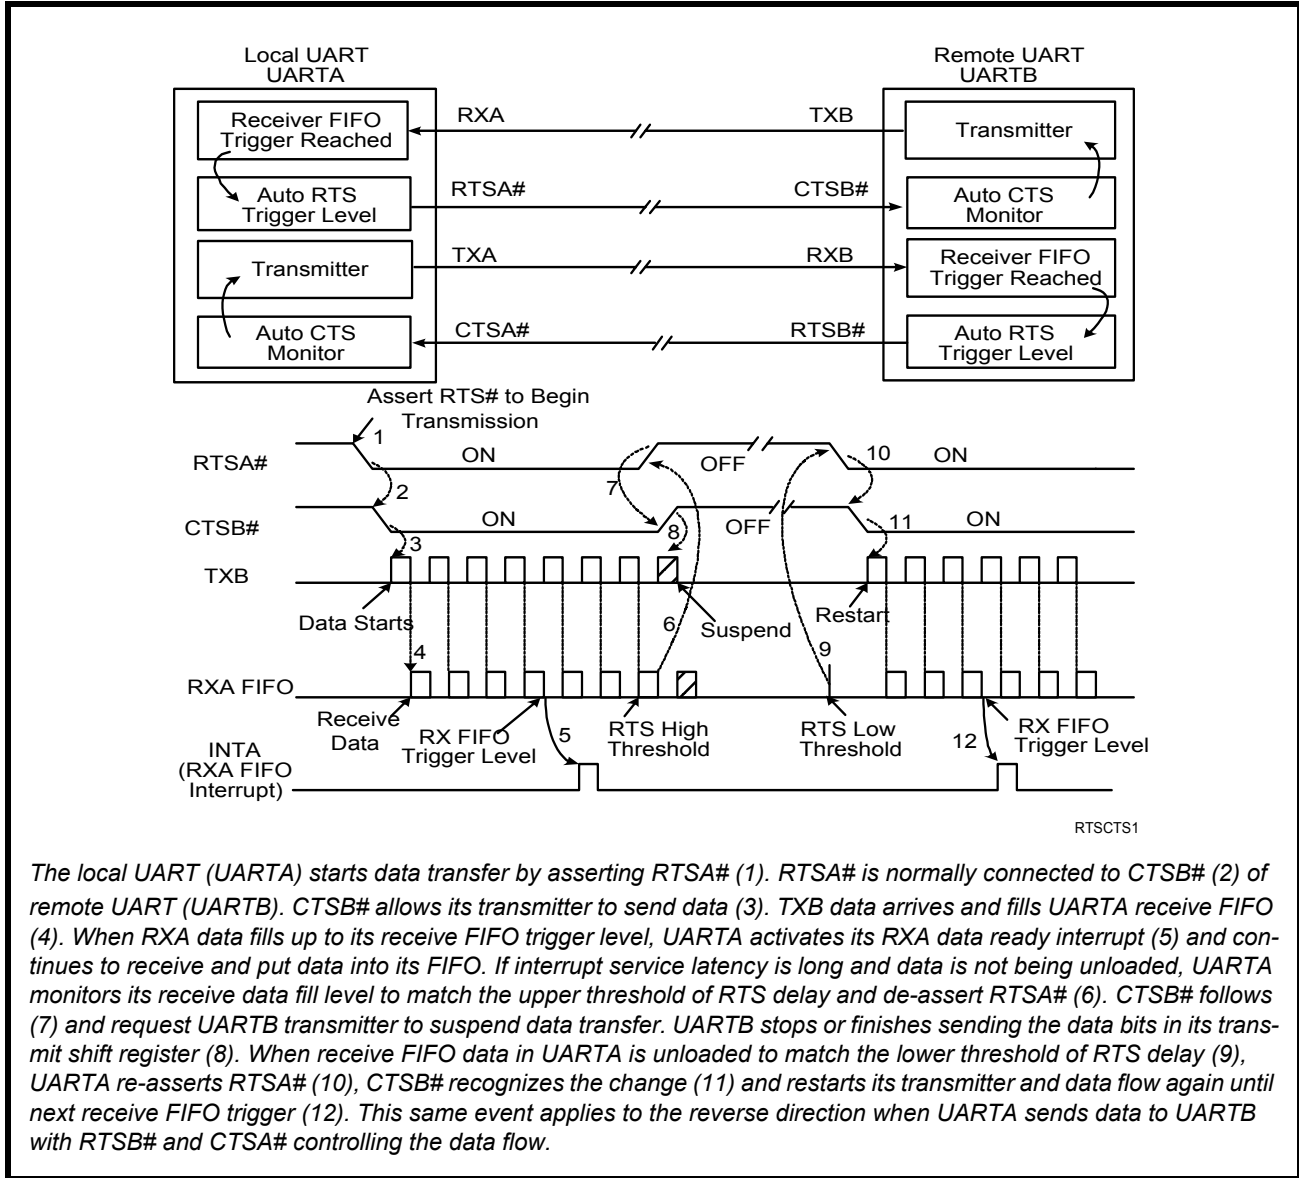 Local UART
UARTA
Remote UART
UARTB
Receiver FIFO
Trigger Reached
RXA
TXB
Transmitter
Auto RTS
Trigger Level
RTSA#
CTSB#
Auto CTS
Monitor
Transmitter
TXA
RXB
Receiver FIFO
Trigger Reached
Auto CTS
Monitor
CTSA#
RTSB#
Auto RTS
Trigger Level
Assert RTS# to Begin
Transmission
RTSA#
1
ON
7
OFF
10
ON
2
CTSB#
ON
8
OFF
11
ON
3
TXB
Data Starts
6
Suspend
Restart
4
9
RXA FIFO
Receive
Data
RX FIFO
Trigger Level
5
RTS High
Threshold
RTS Low
Threshold
12
RX FIFO
Trigger Level
INTA
(RXA FIFO
Interrupt)
RTSCTS1
The local UART (UARTA) starts data transfer by asserting RTSA# (1). RTSA# is normally connected to CTSB# (2) of
remote UART (UARTB). CTSB# allows its transmitter to send data (3). TXB data arrives and fills UARTA receive FIFO
(4). When RXA data fills up to its receive FIFO trigger level, UARTA activates its RXA data ready interrupt (5) and con-
tinues to receive and put data into its FIFO. If interrupt service latency is long and data is not being unloaded, UARTA
monitors its receive data fill level to match the upper threshold of RTS delay and de-assert RTSA# (6). CTSB# follows
(7) and request UARTB transmitter to suspend data transfer. UARTB stops or finishes sending the data bits in its trans-
mit shift register (8). When receive FIFO data in UARTA is unloaded to match the lower threshold of RTS delay (9),
UARTA re-asserts RTSA# (10), CTSB# recognizes the change (11) and restarts its transmitter and data flow again until
next receive FIFO trigger (12). This same event applies to the reverse direction when UARTA sends data to UARTB
with RTSB# and CTSA# controlling the data flow.